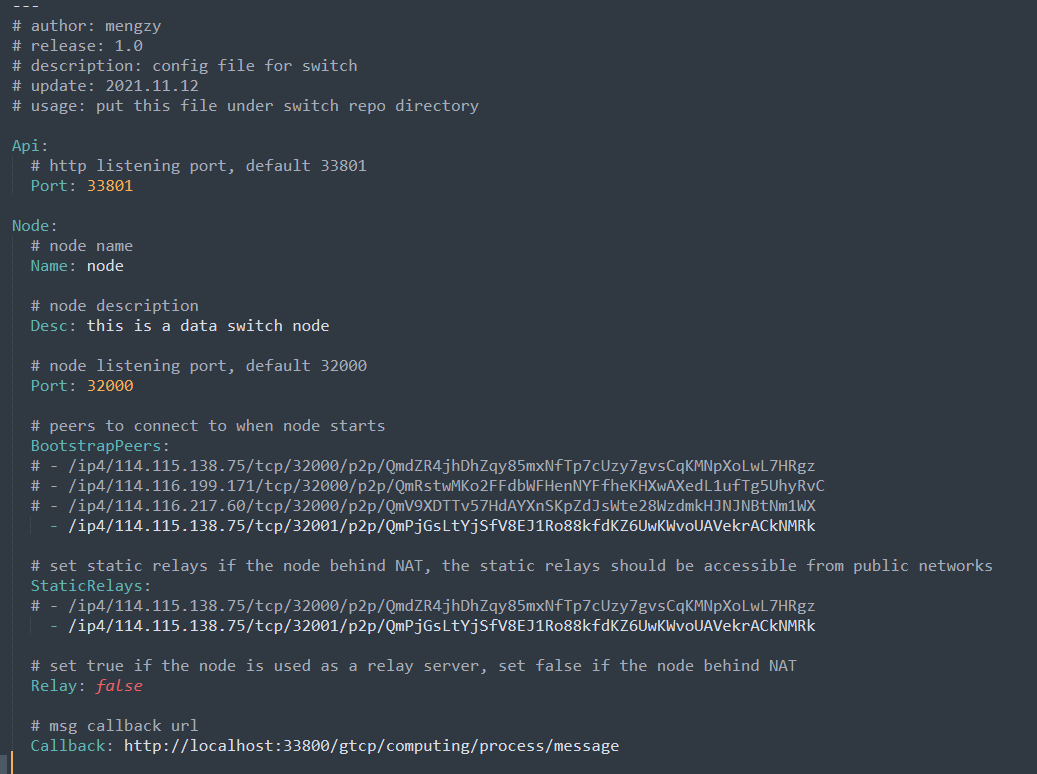 ---
# author: mengzy
# release: 1.0
# description: config file for switch
# update: 2021.11.12
# usage: put this file under switch repo directory
Api:
# http listening port, default 33801
Port: 33801
Node:
# node name
Name: node
# node description
Desc: this is a data switch node
# node listening port, default 32000
Port: 32000
# peers to connect to when node starts
BootstrapPeers:
# - /ip4/114.115.138.75/tcp/32000/p2p/QmdZR4jhDhZqy85mxNfTp7cUzy7gvsCqKMNpXoLwL7HRgz
# - /ip4/114.116.199.171/tcp/32000/p2p/QmRstwMKo2FFdbWFHenNYFfheKHXwAXedL1ufTg5UhyRvC
# - /ip4/114.116.217.60/tcp/32000/p2p/QmV9XDTTv57HdAYXnSKpZdJsWte28WzdmkHJNJNBtNm1WX
- /ip4/114.115.138.75/tcp/32001/p2p/QmPjGsLtYjSfV8EJ1Ro88kfdKZ6UwKWvoUAVekrACkNMRk
# set static relays if the node behind NAT, the static relays should be accessible from public networks
StaticRelays:
# - /ip4/114.115.138.75/tcp/32000/p2p/QmdZR4jhDhZqy85mxNfTp7cUzy7gvsCqKMNpXoLwL7HRgz
- /ip4/114.115.138.75/tcp/32001/p2p/QmPjGsLtYjSfV8EJ1Ro88kfdKZ6UwKWvoUAVekrACkNMRk
# set true if the node is used as a relay server, set false if the node behind NAT
Relay: false
# msg callback url
Callback: http://localhost:33800/gtcp/computing/process/message